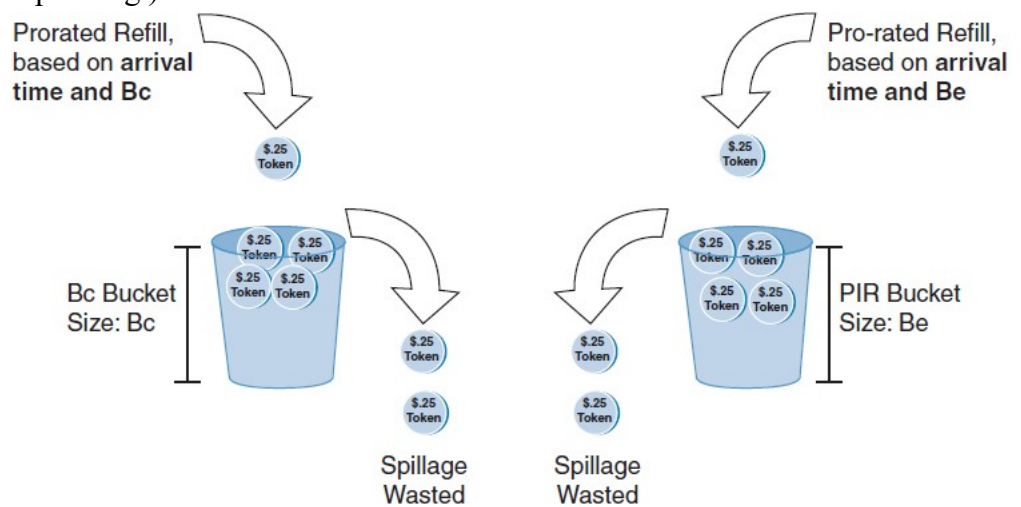 Prorated Refill,
based on arrival
time and Bc
Pro-rated Refill,
based on arrival
time and Be
$.25
Token
$.25
Token
$.25
Token
$.25
Token
$.25
Token
$.25
Token
$.25
Token
$.25
Token
$.25
Token
$.25
Token
Bc Bucket
Size: Bc
PIR Bucket
Size: Be
$.25
Token
$.25
Token
$.25
Token
$.25
Token
Spillage
Wasted
Spillage
Wasted